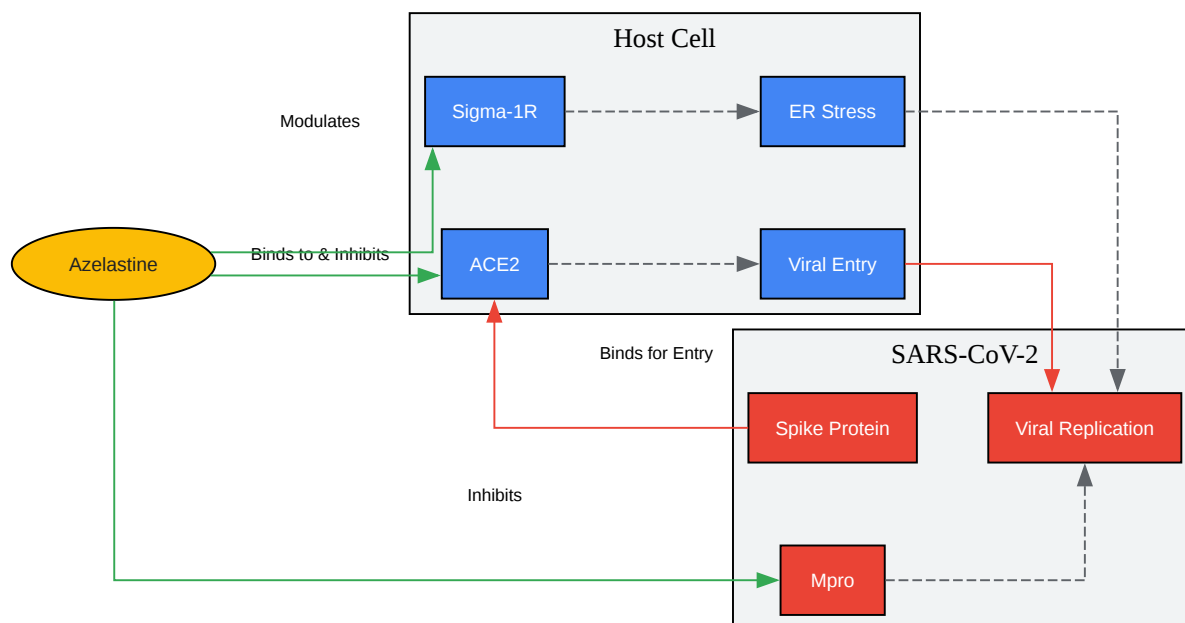 Host Cell
Sigma-1R
ER Stress
Modulates
Binds to & Inhibits
Azelastine
ACE2
Viral Entry
Binds for Entry
SARS-CoV-2
Spike Protein
Viral Replication
Inhibits
Mpro